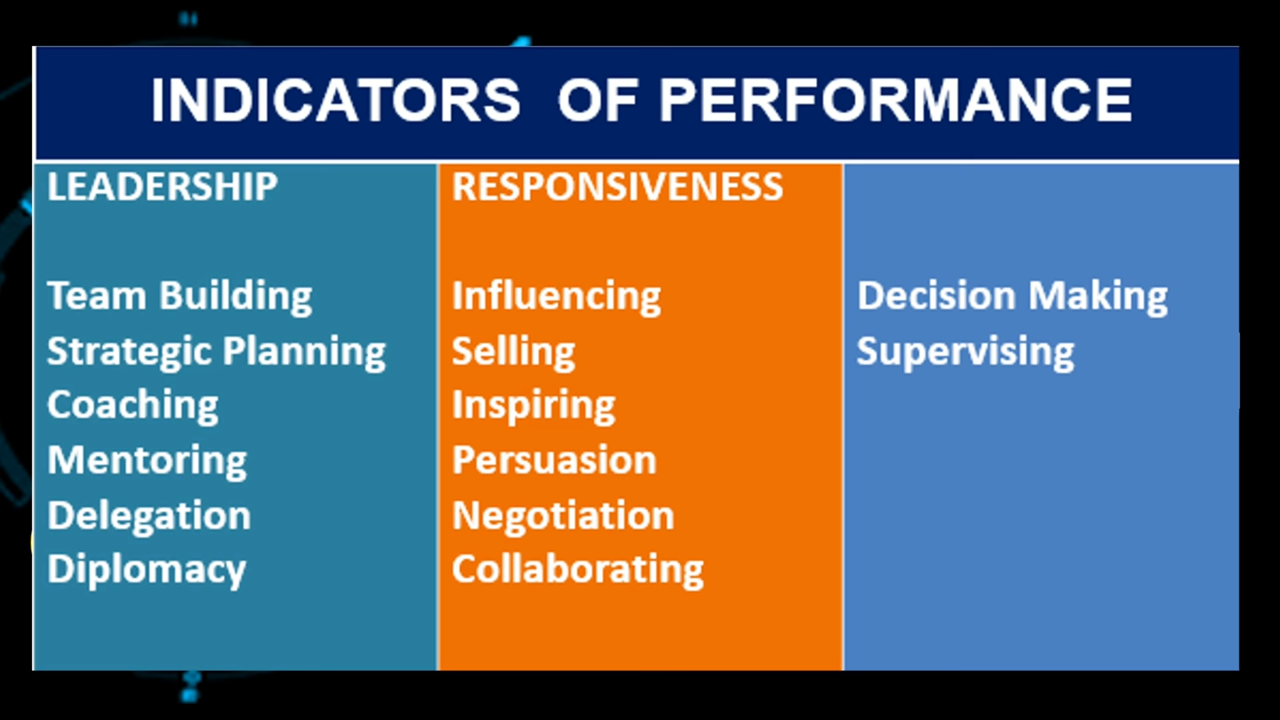 INDICATORS OF PERFORMANCE
LEADERSHIP
Team Building
Strategic Planning
Coaching
Mentoring
Delegation
Diplomacy
RESPONSIVENESS
Influencing
Selling
Inspiring
Persuasion
Negotiation
Collaborating
Decision Making
Supervising